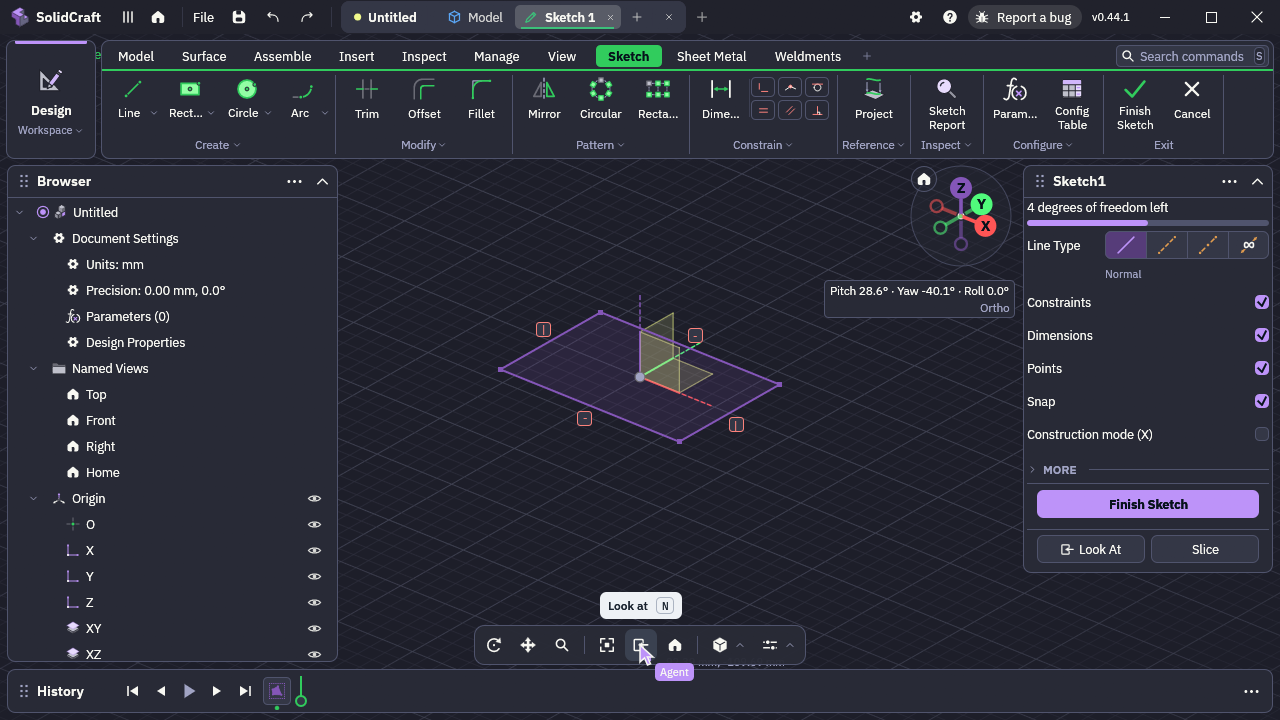 SolidCraft
File
Untitled
Model
Sketch 1
Report a bug
v0.44.1
Design
Workspace
Model
Surface
Assemble
Insert
Inspect
Manage
View
Sketch
Sheet Metal
Weldments
Search commands
S
Line
Rect...
Circle
Arc
Create
Trim
Offset
Fillet
Modify
Mirror
Circular
Recta...
Pattern
Dime...
Constrain
Project
Reference
Sketch
Report
Inspect
Param...
Config
Table
Configure
Finish
Sketch
Cancel
Exit
Browser
Untitled
Document Settings
Units: mm
Precision: 0.00 mm, 0.0°
Parameters (0)
Design Properties
Named Views
Top
Front
Right
Home
Origin
O
X
Y
Z
XY
XZ
Z
Y
X
Pitch 28.6° · Yaw -40.1° · Roll 0.0°
Ortho
Sketch1
4 degrees of freedom left
Line Type
Normal
Constraints
Dimensions
Points
Snap
Construction mode (X)
MORE
Finish Sketch
Look At
Slice
Look at
N
Agent
History